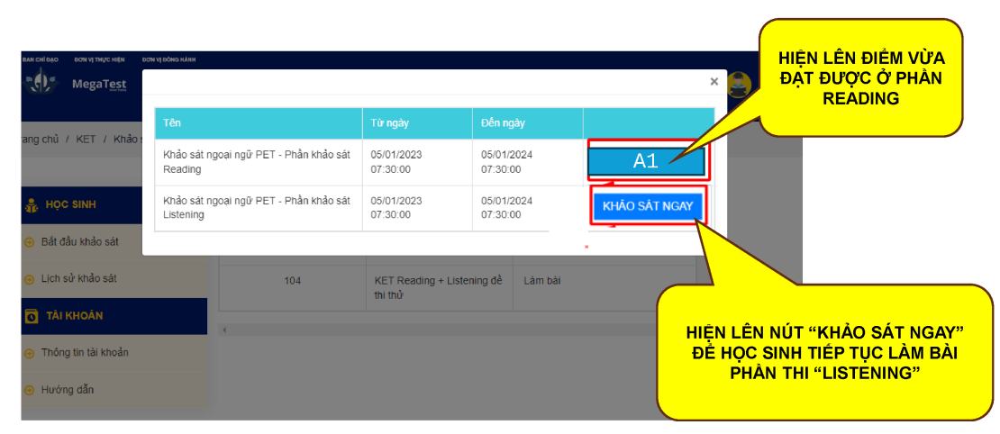 BAN CHỈ ĐẠO ĐƠN VỊ THỰC HIỆN ĐƠN VỊ ĐỒNG HÀNH
MegaTest
×
HIỆN LÊN ĐIỂM VỪA
ĐẠT ĐƯỢC Ở PHẦN
READING
Tên Từ ngày Đến ngày
rang chủ / KET / Khảo
Khảo sát ngoại ngữ PET - Phần khảo sát
Reading
05/01/2023
07:30:00
05/01/2024
07:30:00
A1
Khảo sát ngoại ngữ PET - Phần khảo sát
Listening
05/01/2023
07:30:00
05/01/2024
07:30:00
KHẢO SÁT NGAY
HỌC SINH
Bắt đầu khảo sát
Lịch sử khảo sát
104
KET Reading + Listening đề
thi thử
Làm bài
TÀI KHOẢN
Thông tin tài khoản
Hướng dẫn
HIỆN LÊN NÚT “KHẢO SÁT NGAY”
ĐỂ HỌC SINH TIẾP TỤC LÀM BÀI
PHẦN THI “LISTENING”